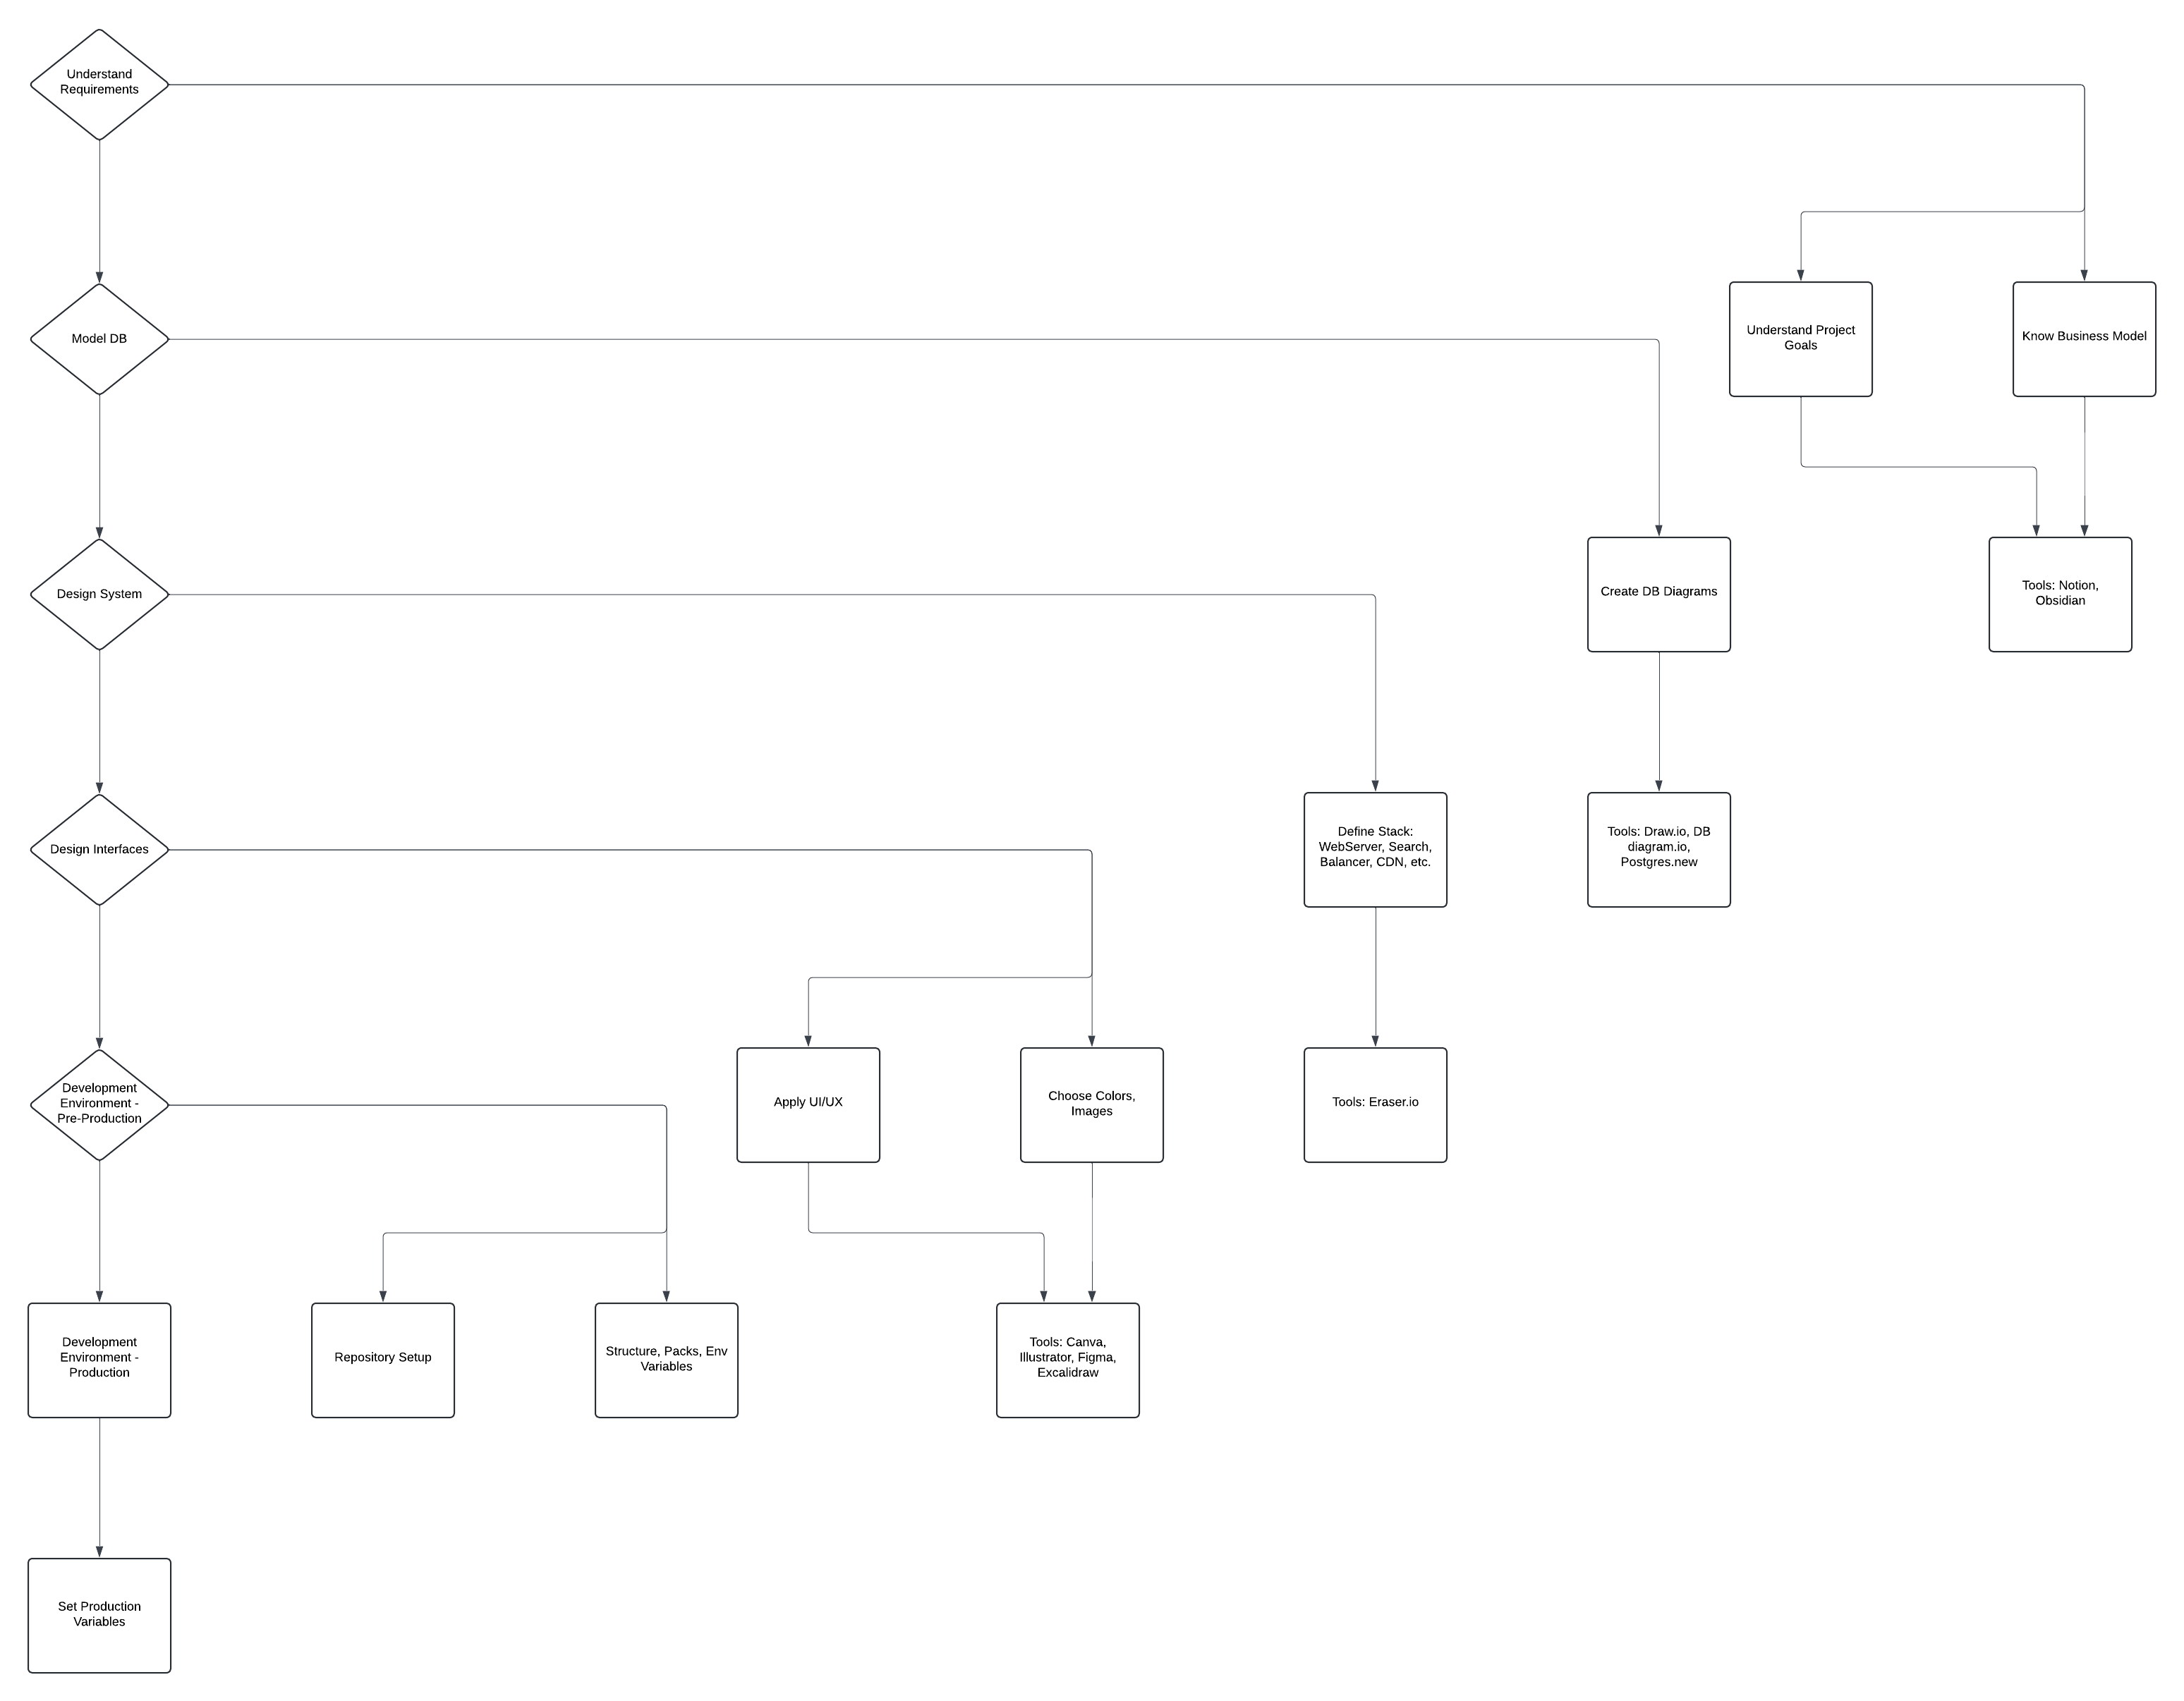 Understand
Requirements
Model DB
Understand Project
Goals
Know Business Model
Design System
Create DB Diagrams
Tools: Notion,
Obsidian
Design Interfaces
Define Stack:
WebServer, Search,
Balancer, CDN, etc.
Tools: Draw.io, DB
diagram.io,
Postgres.new
Development
Environment -
Pre-Production
Apply UI/UX
Choose Colors,
Images
Tools: Eraser.io
Development
Environment -
Production
Repository Setup
Structure, Packs, Env
Variables
Tools: Canva,
Illustrator, Figma,
Excalidraw
Set Production
Variables